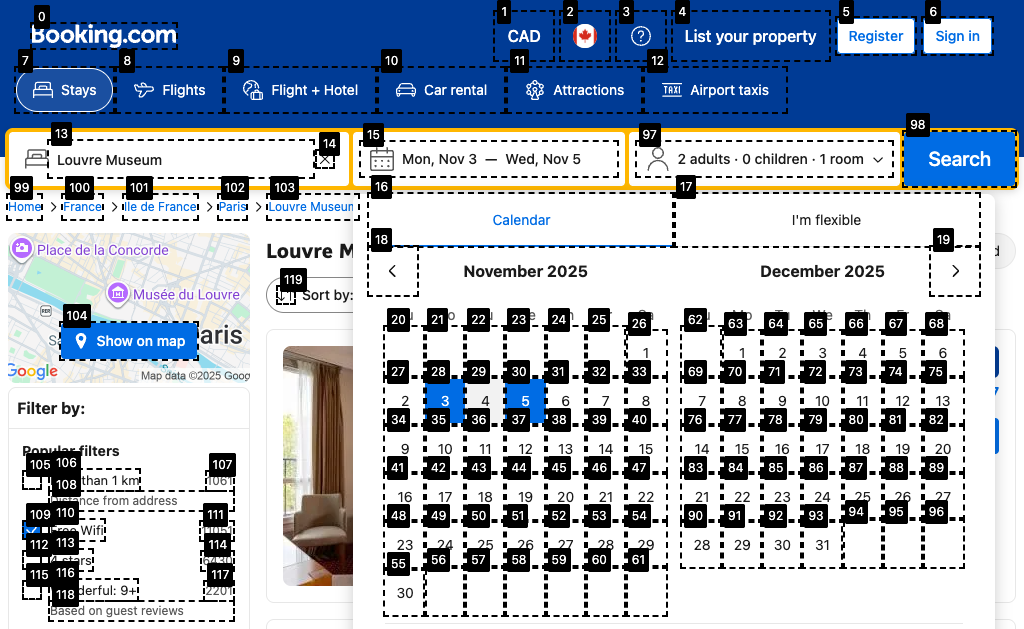 0 1 2 3 4 5 6
Booking.com CAD List your property Register Sign in
7 8 9 10 11 12
Stays Flights Flight + Hotel Car rental Attractions Airport taxis
13 14 15 97 98
Louvre Museum Mon, Nov 3 — Wed, Nov 5 2 adults · 0 children · 1 room Search
99 100 101 102 103 16 17
Home France Ile de France Paris Louvre Museum
Calendar I'm flexible
18 19
Place de la Concorde Louvre M
November 2025 December 2025
119
Musée du Louvre Sort by:
RER
104
Show on map Paris
Google Map data ©2025 Goog
20 21 22 23 24 25 26 62 63 64 65 66 67 68
1 1 2 3 4 5 6
27 28 29 30 31 32 33 69 70 71 72 73 74 75
2 3 4 5 6 7 8 7 8 9 10 11 12 13
34 35 36 37 38 39 40 76 77 78 79 80 81 82
9 10 11 12 13 14 15 14 15 16 17 18 19 20
41 42 43 44 45 46 47 83 84 85 86 87 88 89
16 17 18 19 20 21 22 21 22 23 24 25 26 27
48 49 50 51 52 53 54 90 91 92 93 94 95 96
23 24 25 26 27 28 29 28 29 30 31
55 56 57 58 59 60 61
30
Filter by:
Popular filters
105 106 107
than 1 km 1061
108
Distance from address
109 110 111
Free Wifi
112 113 114
4 stars 6430
115 116 117
derful: 9+ 2201
118
Based on guest reviews